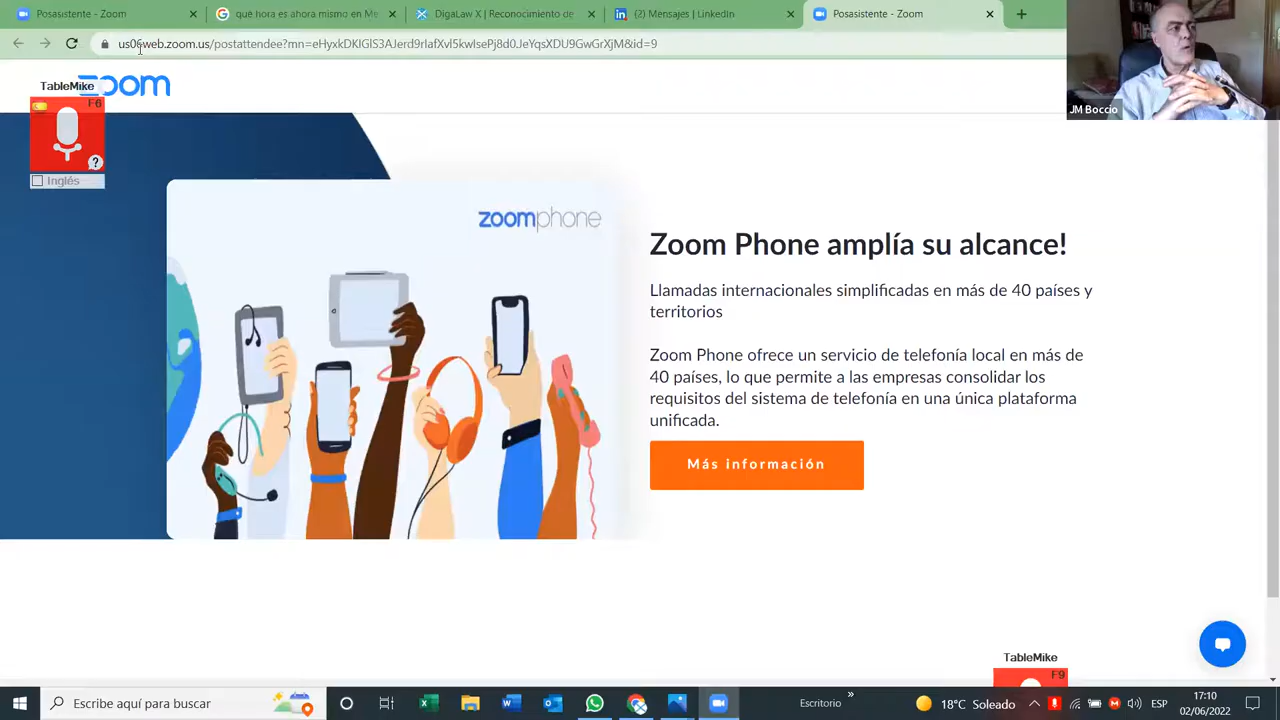 Posasistente - Zoom
qué hora es ahora mismo en Me
DigaLaw X | Reconocimiento de
(2) Mensajes | LinkedIn
Posasistente - Zoom
us06web.zoom.us/postattendee?mn=eHyxkDKIGlS3AJerd9rIafXvl5kwIsePj8d0JeYqsXDU9GwGrXjM&id=9
TableMike
zoom
F6
Inglés
JM Boccio
zoomphone
Zoom Phone amplía su alcance!
Llamadas internacionales simplificadas en más de 40 países y
territorios
Zoom Phone ofrece un servicio de telefonía local en más de
40 países, lo que permite a las empresas consolidar los
requisitos del sistema de telefonía en una única plataforma
unificada.
Más información
TableMike
F9
Escribe aquí para buscar
Escritorio
18°C Soleado
ESP
17:10
02/06/2022